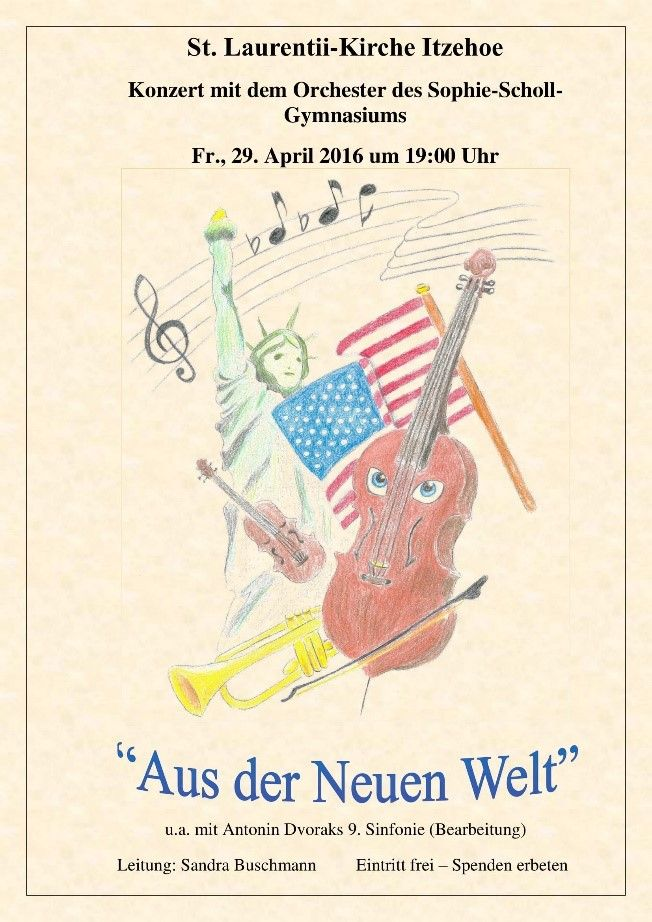 St. Laurentii-Kirche Itzehoe
Konzert mit dem Orchester des Sophie-Scholl-
Gymnasiums
Fr., 29. April 2016 um 19:00 Uhr
“Aus der Neuen Welt”
u.a. mit Antonin Dvoraks 9. Sinfonie (Bearbeitung)
Leitung: Sandra Buschmann Eintritt frei – Spenden erbeten